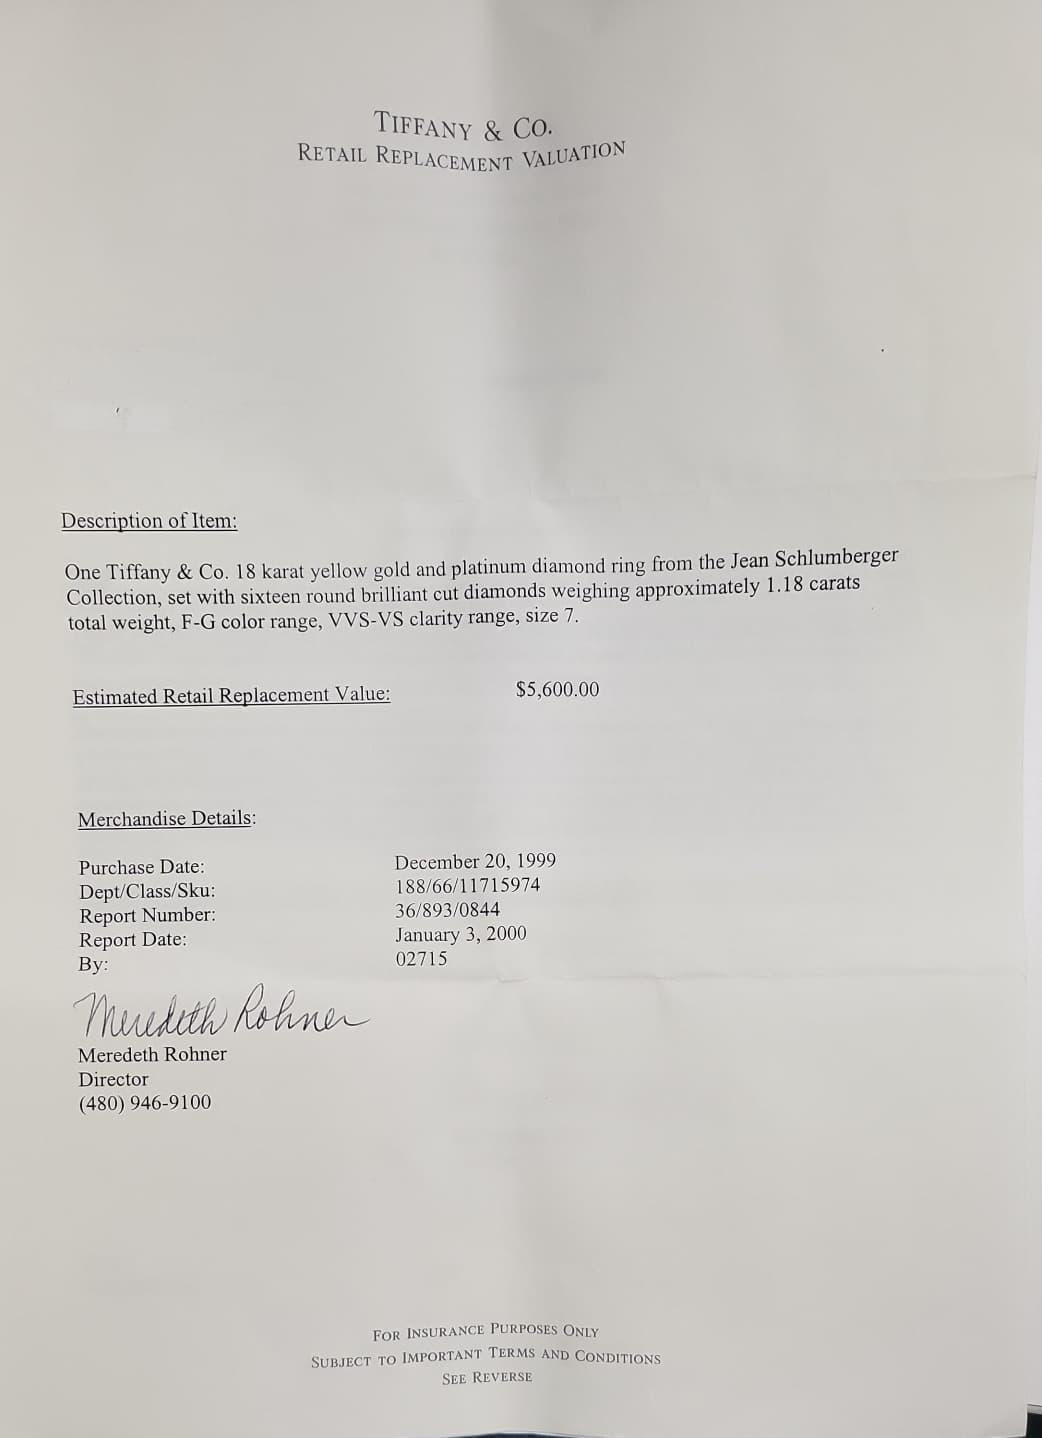 TIFFANY & CO.
RETAIL REPLACEMENT VALUATION
Description of Item:
One Tiffany & Co. 18 karat yellow gold and platinum diamond ring from the Jean Schlumberger
Collection, set with sixteen round brilliant cut diamonds weighing approximately 1.18 carats
total weight, F-G color range, VVS-VS clarity range, size 7.
Estimated Retail Replacement Value: $5,600.00
Merchandise Details:
Purchase Date: December 20, 1999
Dept/Class/Sku: 188/66/11715974
Report Number: 36/893/0844
Report Date: January 3, 2000
By: 02715
Meredeth Rohner
Meredeth Rohner
Director
(480) 946-9100
FOR INSURANCE PURPOSES ONLY
SUBJECT TO IMPORTANT TERMS AND CONDITIONS
SEE REVERSE